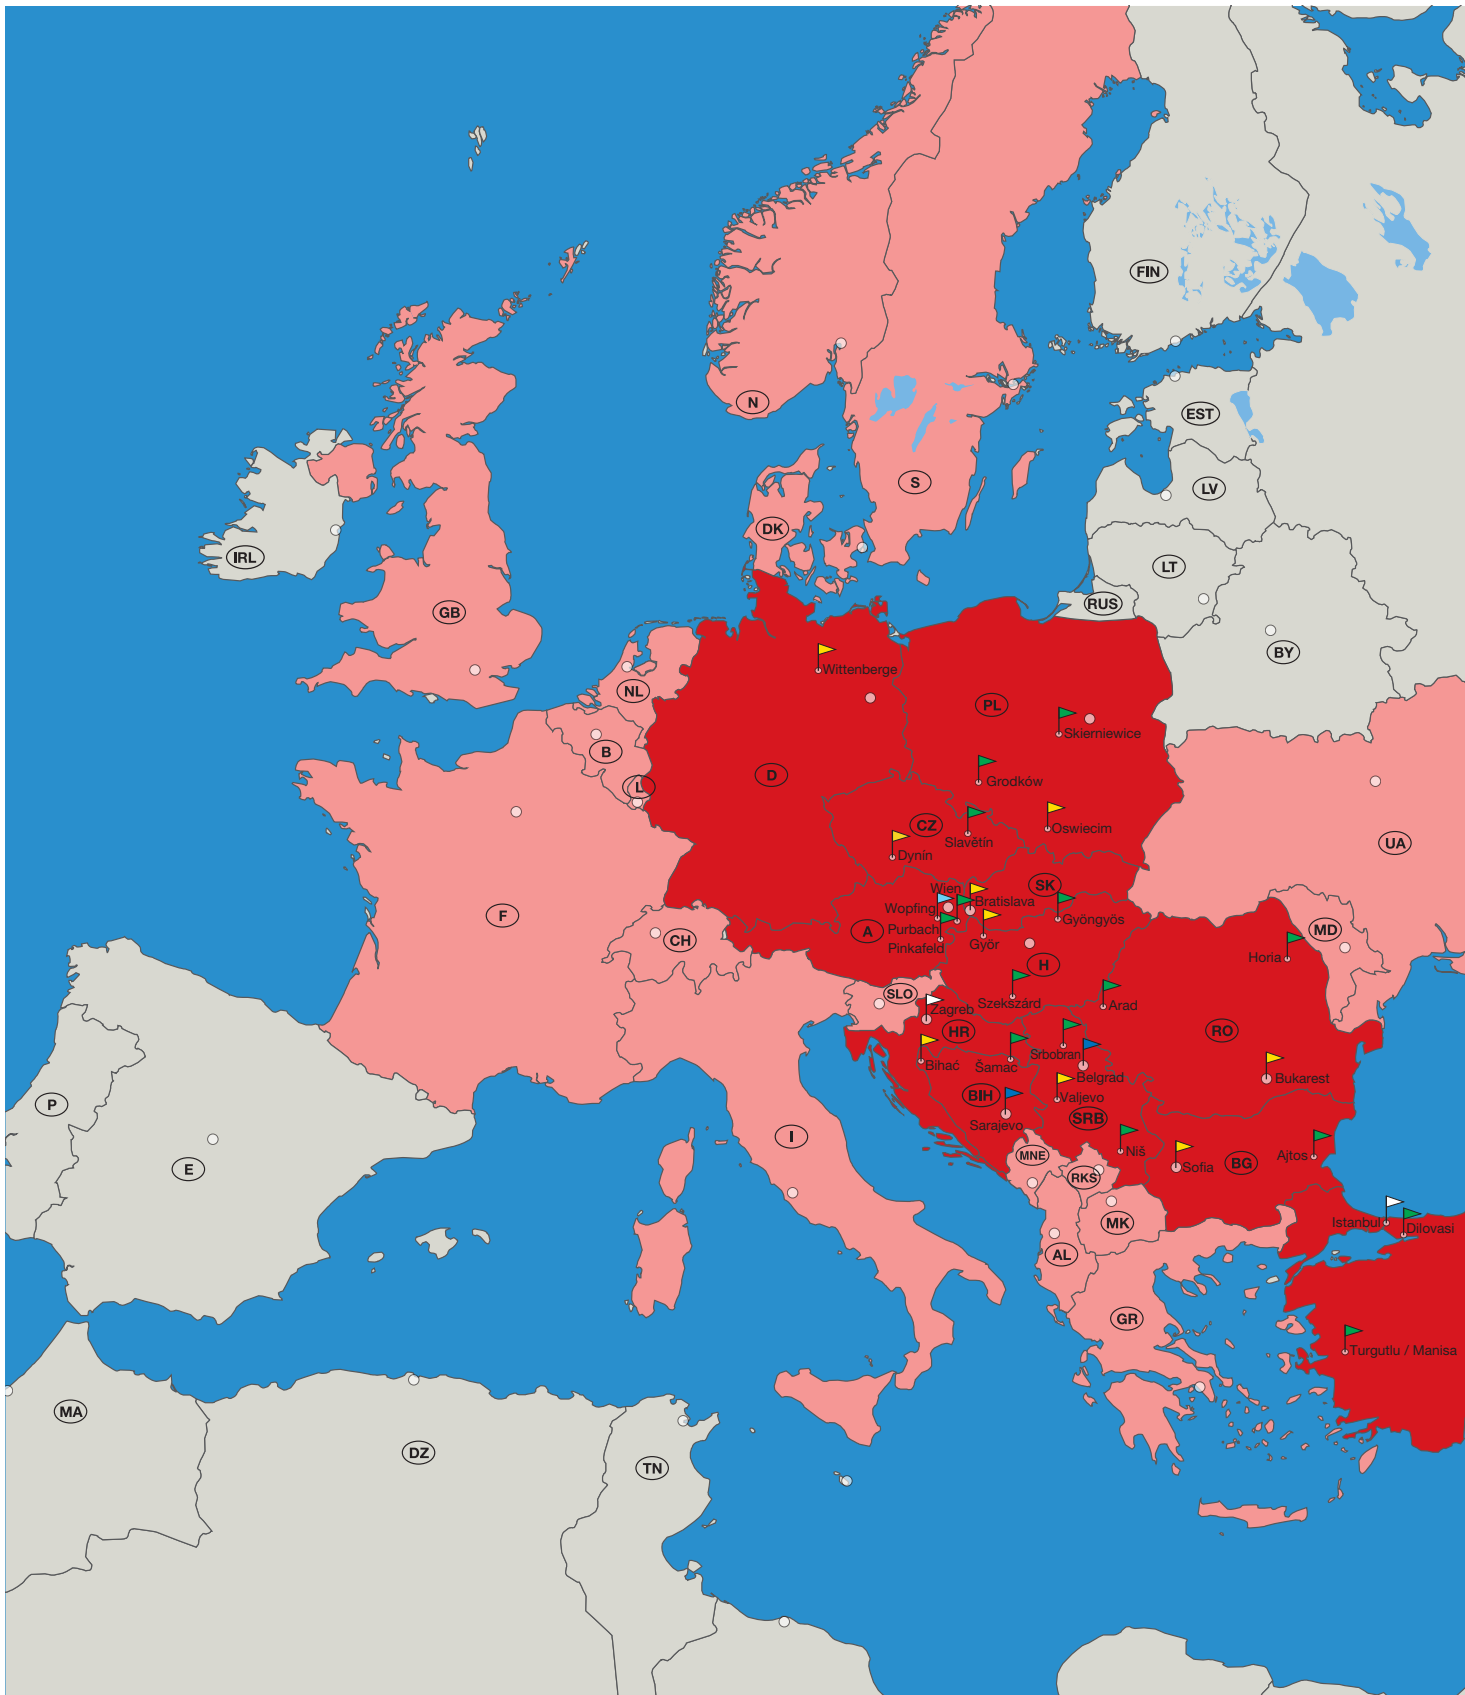 FIN
N
EST
S
LV
DK
IRL
LT
RUS
GB
BY
Wittenberge
NL
PL
Skierniewice
B
D
L
Grodków
CZ
Oswiecim
Slavětín
UA
Dynín
SK
Wien
Bratislava
Wopfing
F
Gyöngyös
Purbach
A
MD
CH
Pinkafeld
Györ
Horia
H
SLO
Szekszárd
Arad
Zagreb
HR
RO
Srbobran
Bihać
Šamac
Belgrad
Bukarest
BIH
Valjevo
P
SRB
Sarajevo
I
MNE
Niš
Ajtos
E
Sofia
BG
RKS
MK
Istanbul
Dilovasi
AL
GR
Turgutlu / Manisa
MA
DZ
TN